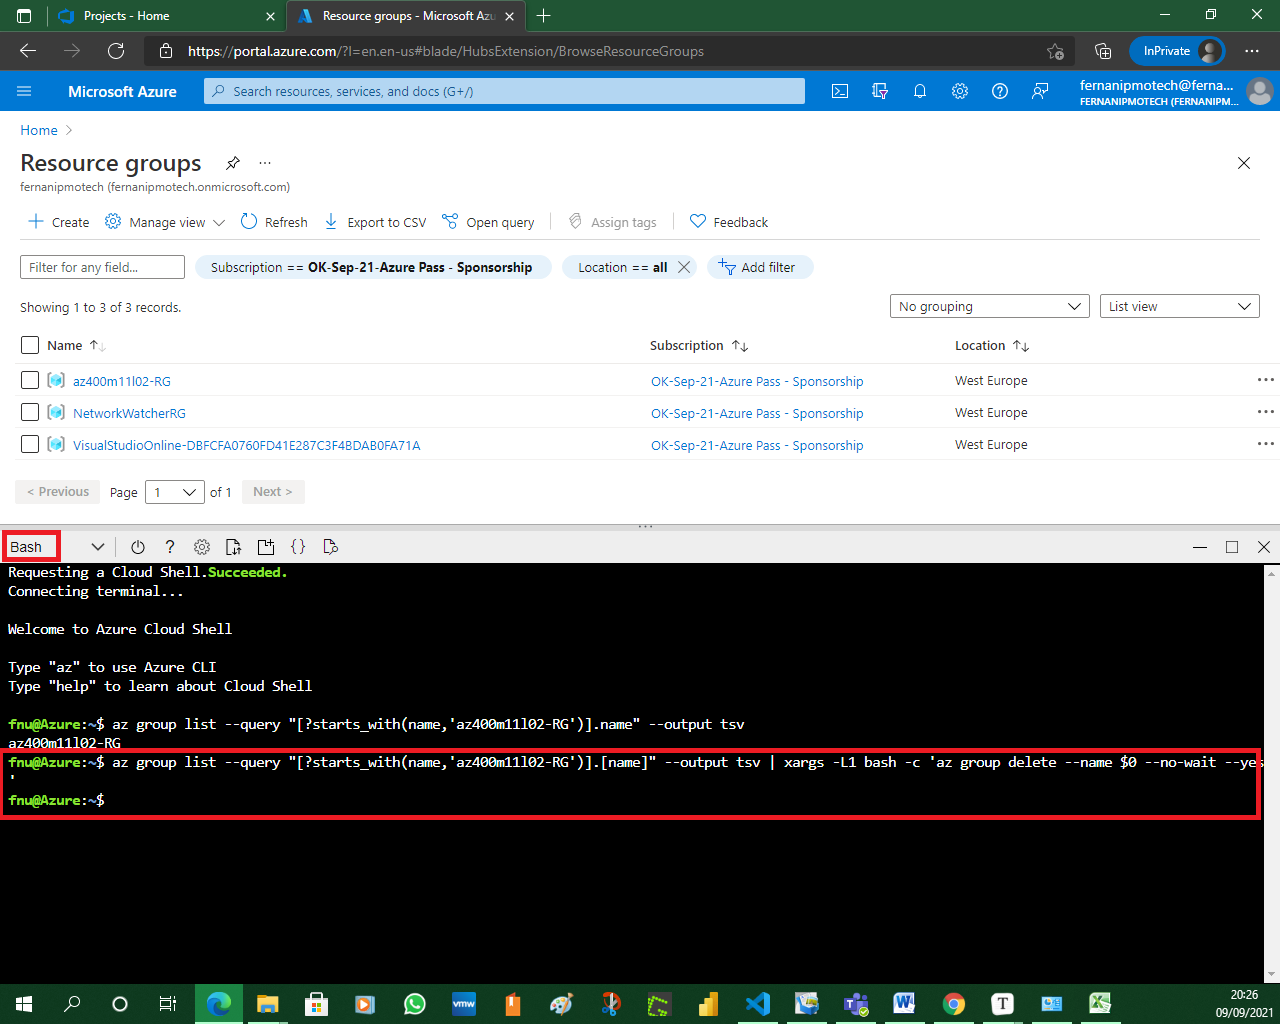 Projects - Home
Resource groups - Microsoft Azu
https://portal.azure.com/?l=en.en-us#blade/HubsExtension/BrowseResourceGroups
InPrivate
Microsoft Azure
Search resources, services, and docs (G+/)
fernanipmotech@ferna...
FERNANIPMOTECH (FERNANIPM...
Home
Resource groups
fernanipmotech (fernanipmotech.onmicrosoft.com)
Create
Manage view
Refresh
Export to CSV
Open query
Assign tags
Feedback
Filter for any field...
Subscription == OK-Sep-21-Azure Pass - Sponsorship
Location == all
Add filter
Showing 1 to 3 of 3 records.
No grouping
List view
Name
Subscription
Location
az400m11l02-RG
OK-Sep-21-Azure Pass - Sponsorship
West Europe
NetworkWatcherRG
OK-Sep-21-Azure Pass - Sponsorship
West Europe
VisualStudioOnline-DBFCFA0760FD41E287C3F4BDAB0FA71A
OK-Sep-21-Azure Pass - Sponsorship
West Europe
< Previous
Page
1
of 1
Next >
Bash
Requesting a Cloud Shell.Succeeded.
Connecting terminal...
Welcome to Azure Cloud Shell
Type "az" to use Azure CLI
Type "help" to learn about Cloud Shell
fnu@Azure:~$ az group list --query "[?starts_with(name,'az400m11l02-RG')].name" --output tsv
az400m11l02-RG
fnu@Azure:~$ az group list --query "[?starts_with(name,'az400m11l02-RG')].[name]" --output tsv | xargs -L1 bash -c 'az group delete --name $0 --no-wait --yes
'
fnu@Azure:~$
vmw
20:26
09/09/2021